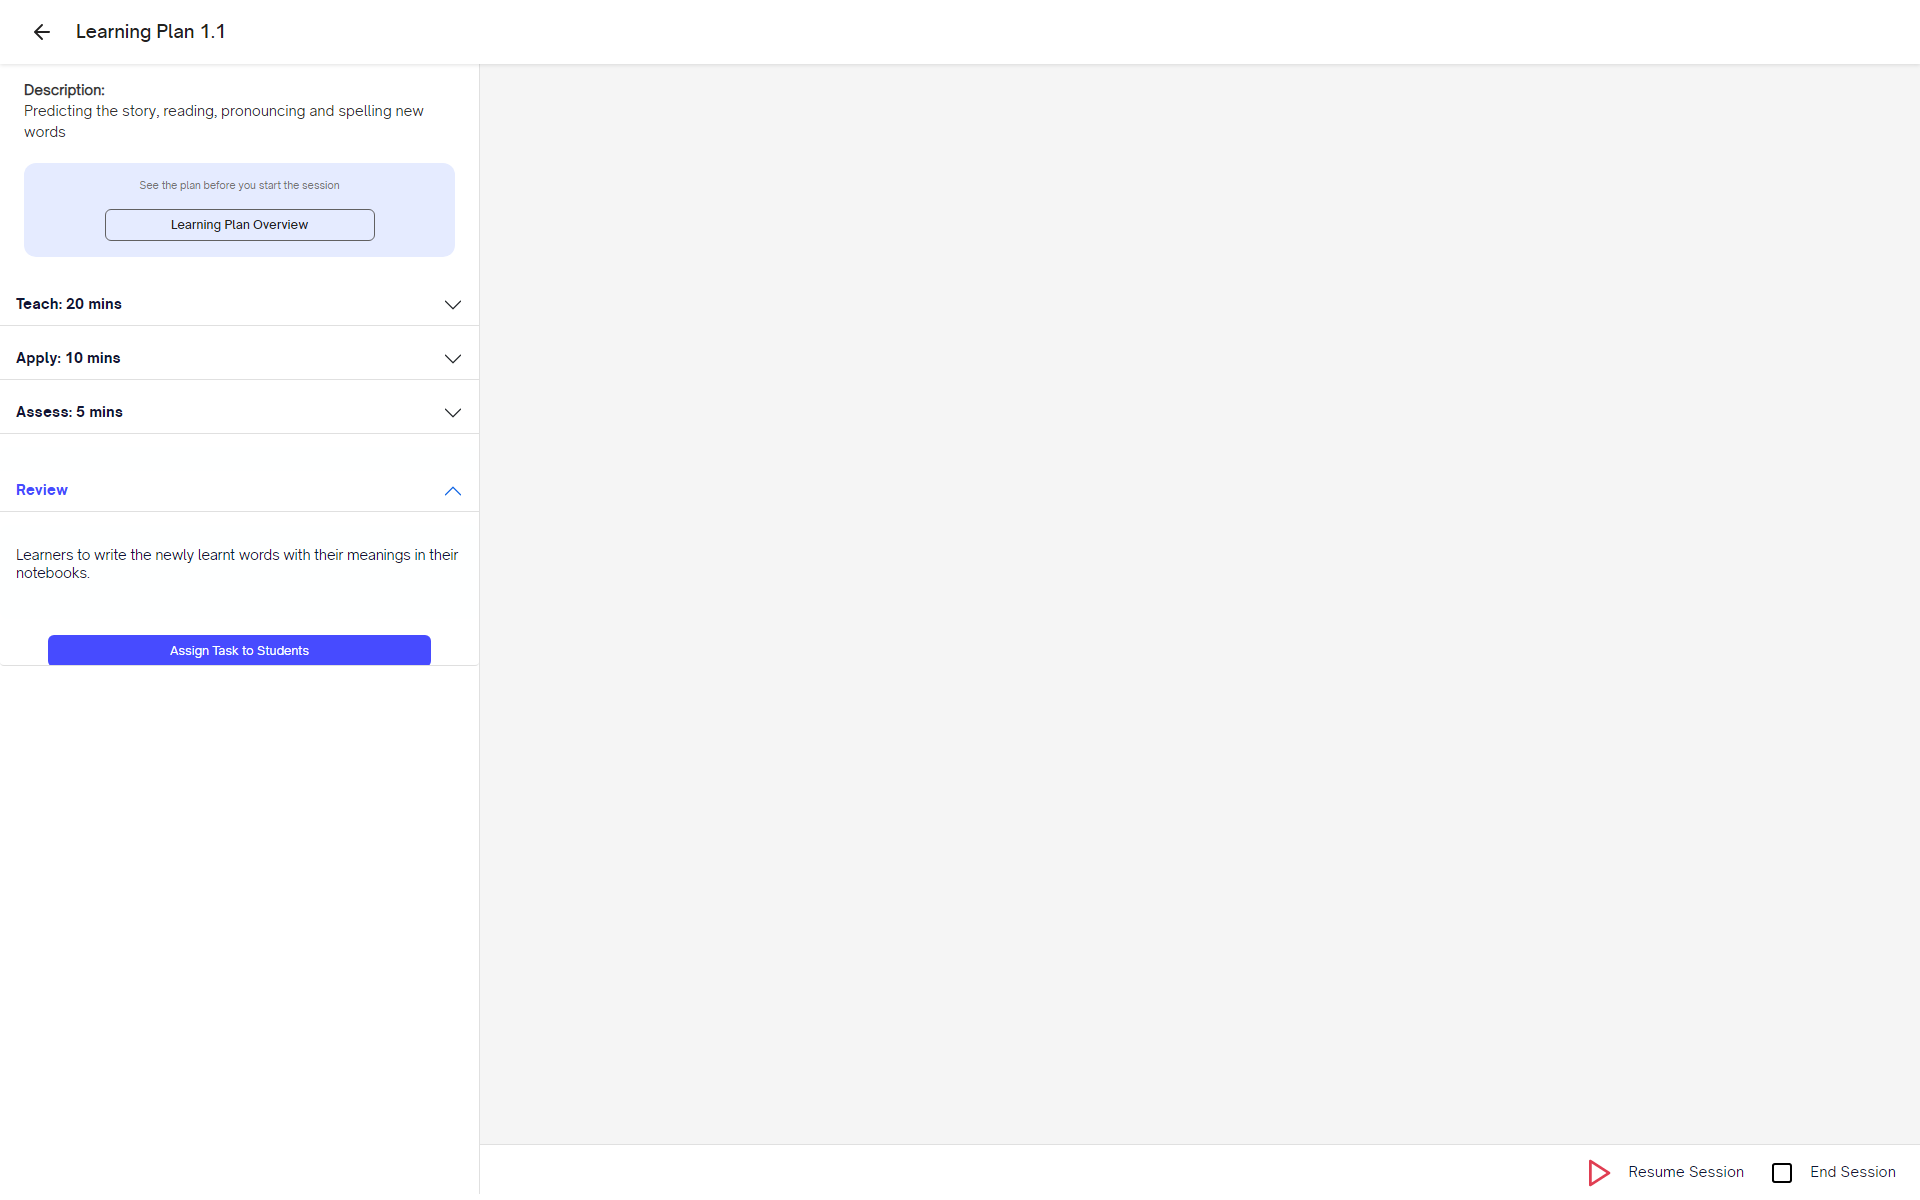 Learning Plan 1.1
Description:
Predicting the story, reading, pronouncing and spelling new
words
See the plan before you start the session
Learning Plan Overview
Teach: 20 mins
Apply: 10 mins
Assess: 5 mins
Review
Learners to write the newly learnt words with their meanings in their
notebooks.
Assign Task to Students
Resume Session
End Session